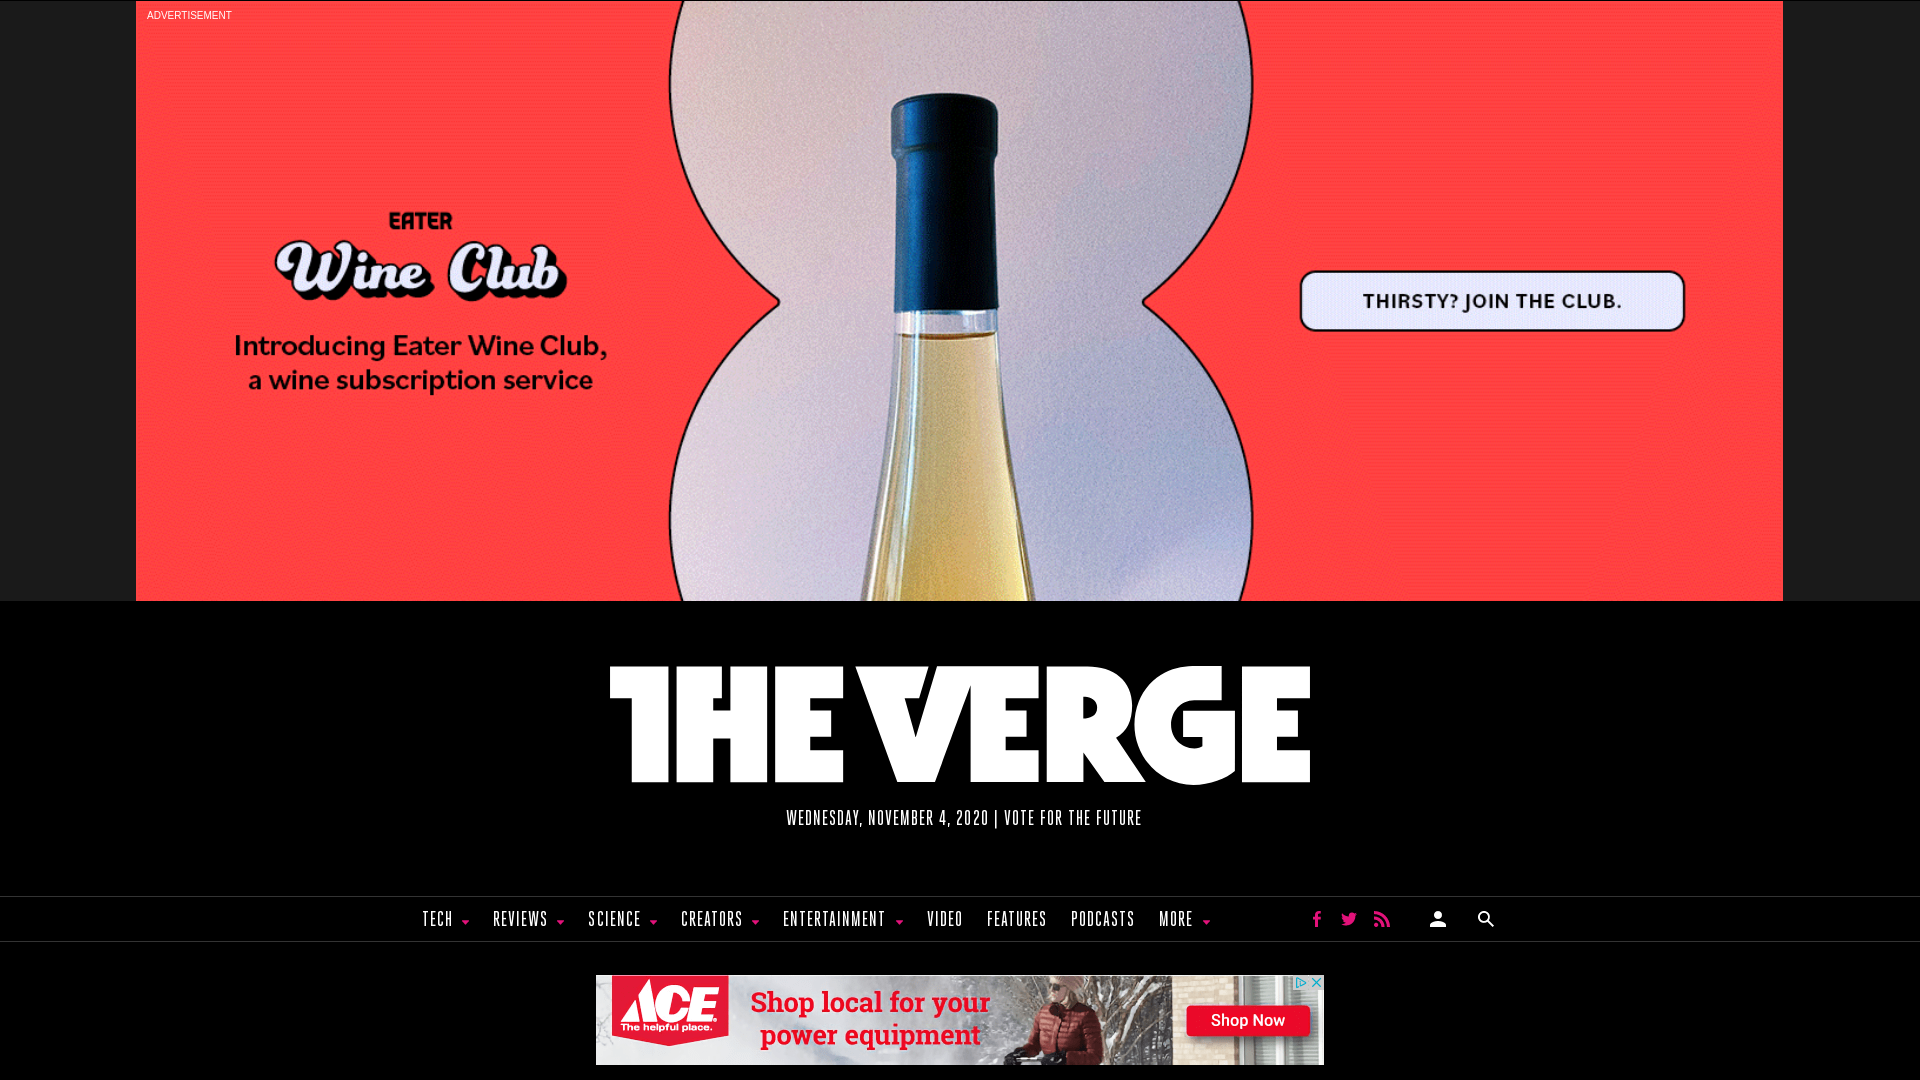 ADVERTISEMENT
EATER
Wine Club
Introducing Eater Wine Club,
a wine subscription service
THIRSTY? JOIN THE CLUB.
THE VERGE
WEDNESDAY, NOVEMBER 4, 2020 | VOTE FOR THE FUTURE
TECH REVIEWS SCIENCE CREATORS ENTERTAINMENT VIDEO FEATURES PODCASTS MORE
ACE
The helpful place.
Shop local for your
power equipment
Shop Now